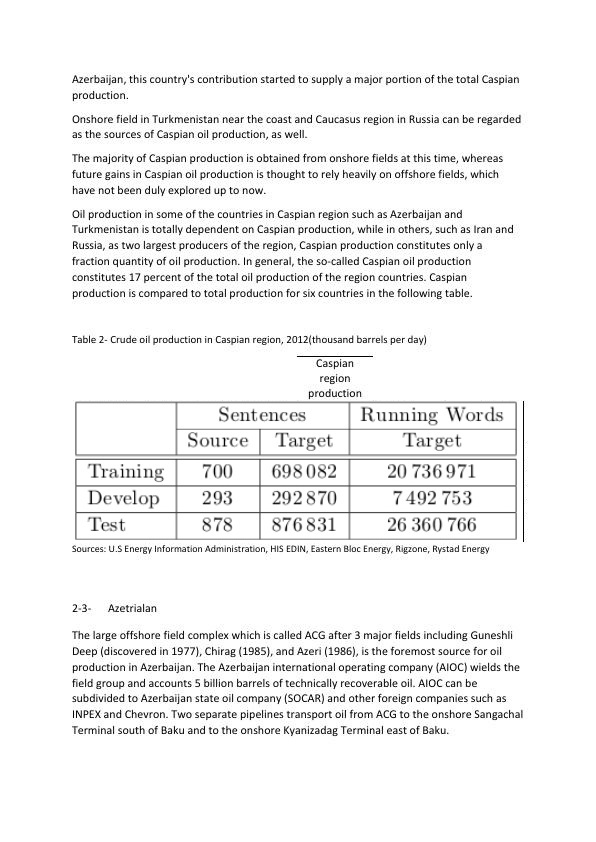 Azerbaijan, this country's contribution started to supply a major portion of the total Caspian
production.
Onshore field in Turkmenistan near the coast and Caucasus region in Russia can be regarded
as the sources of Caspian oil production, as well.
The majority of Caspian production is obtained from onshore fields at this time, whereas
future gains in Caspian oil production is thought to rely heavily on offshore fields, which
have not been duly explored up to now.
Oil production in some of the countries in Caspian region such as Azerbaijan and
Turkmenistan is totally dependent on Caspian production, while in others, such as Iran and
Russia, as two largest producers of the region, Caspian production constitutes only a
fraction quantity of oil production. In general, the so-called Caspian oil production
constitutes 17 percent of the total oil production of the region countries. Caspian
production is compared to total production for six countries in the following table.
Table 2- Crude oil production in Caspian region, 2012(thousand barrels per day)
Caspian
region
production
Sentences Running Words
Source Target Target
Training 700 698 082 20 736 971
Develop 293 292 870 7 492 753
Test 878 876 831 26 360 766
Sources: U.S Energy Information Administration, HIS EDIN, Eastern Bloc Energy, Rigzone, Rystad Energy
2-3- Azetrialan
The large offshore field complex which is called ACG after 3 major fields including Guneshli
Deep (discovered in 1977), Chirag (1985), and Azeri (1986), is the foremost source for oil
production in Azerbaijan. The Azerbaijan international operating company (AIOC) wields the
field group and accounts 5 billion barrels of technically recoverable oil. AIOC can be
subdivided to Azerbaijan state oil company (SOCAR) and other foreign companies such as
INPEX and Chevron. Two separate pipelines transport oil from ACG to the onshore Sangachal
Terminal south of Baku and to the onshore Kyanizadag Terminal east of Baku.